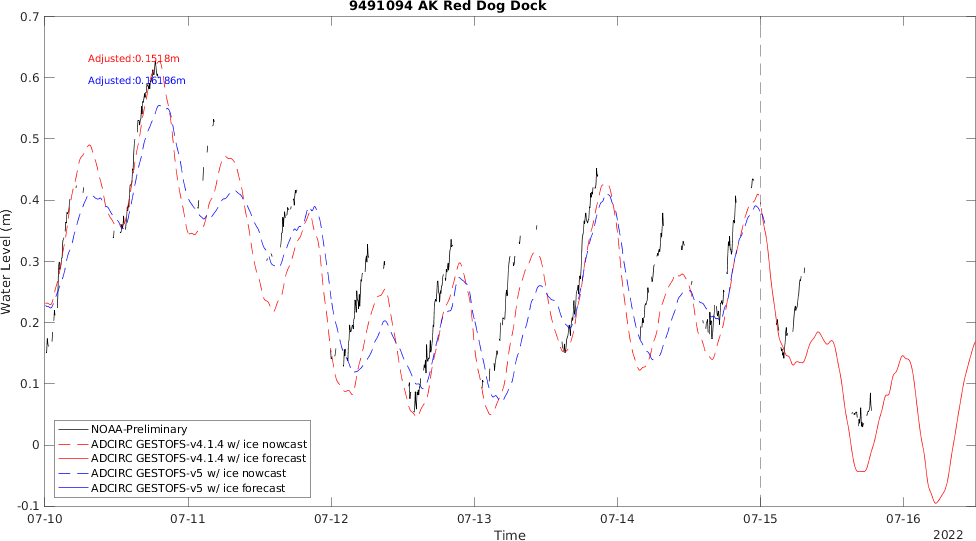 9491094 AK Red Dog Dock
0.7
0.6
0.5
0.4
0.3
0.2
0.1
0
-0.1
Water Level (m)
Adjusted:0.1518m
Adjusted:0.16186m
NOAA-Preliminary
ADCIRC GESTOFS-v4.1.4 w/ ice nowcast
ADCIRC GESTOFS-v4.1.4 w/ ice forecast
ADCIRC GESTOFS-v5 w/ ice nowcast
ADCIRC GESTOFS-v5 w/ ice forecast
07-10 07-11 07-12 07-13 07-14 07-15 07-16
Time
2022